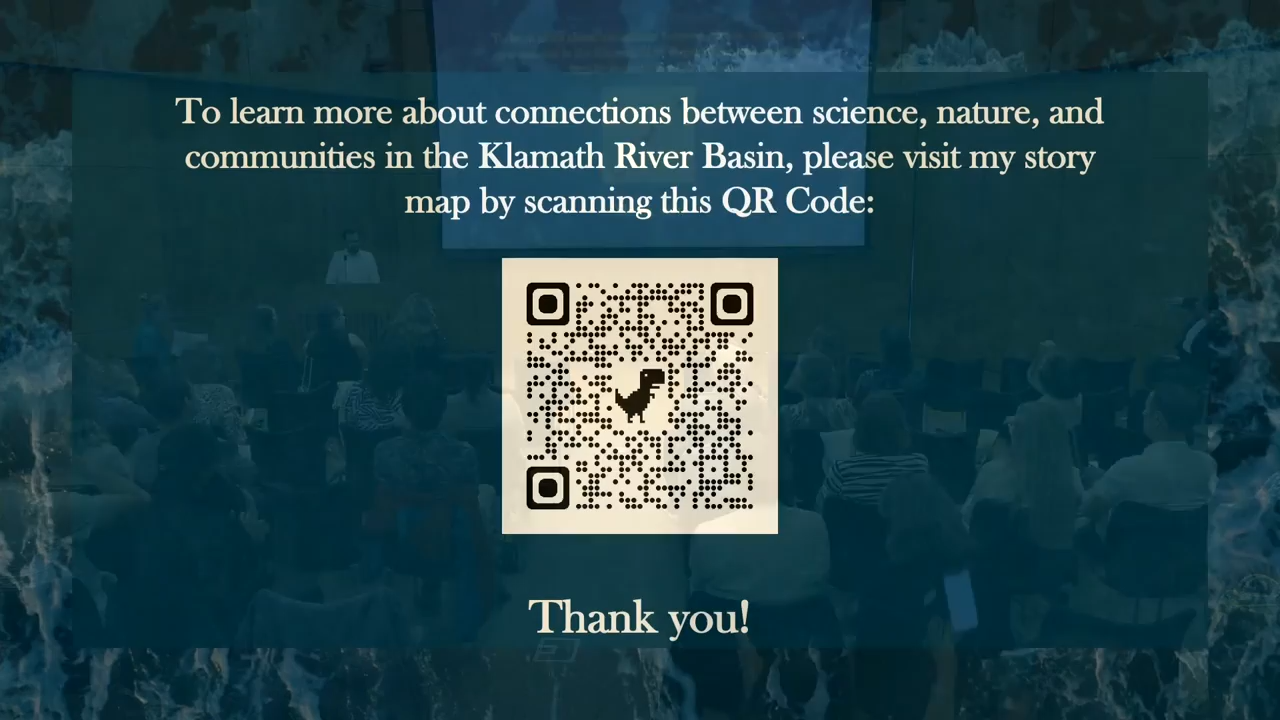 To learn more about connections between science, nature, and
communities in the Klamath River Basin, please visit my story
map by scanning this QR Code:
Thank you!